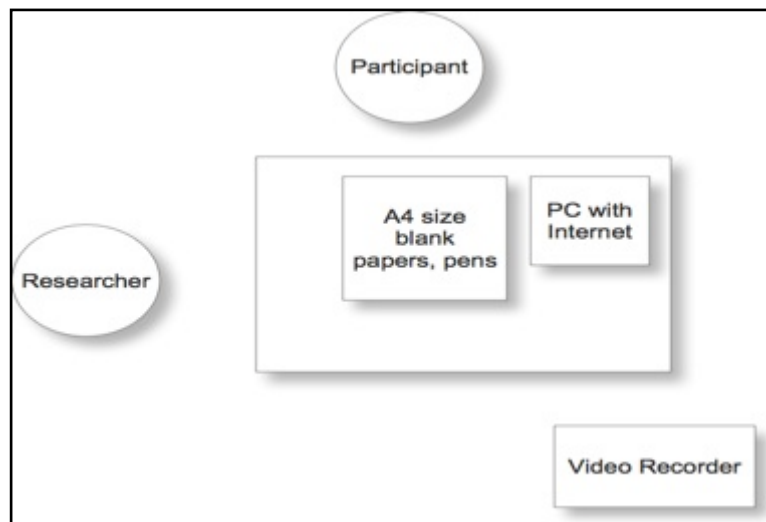 Participant
A4 size
blank
papers, pens
PC with
Internet
Researcher
Video Recorder